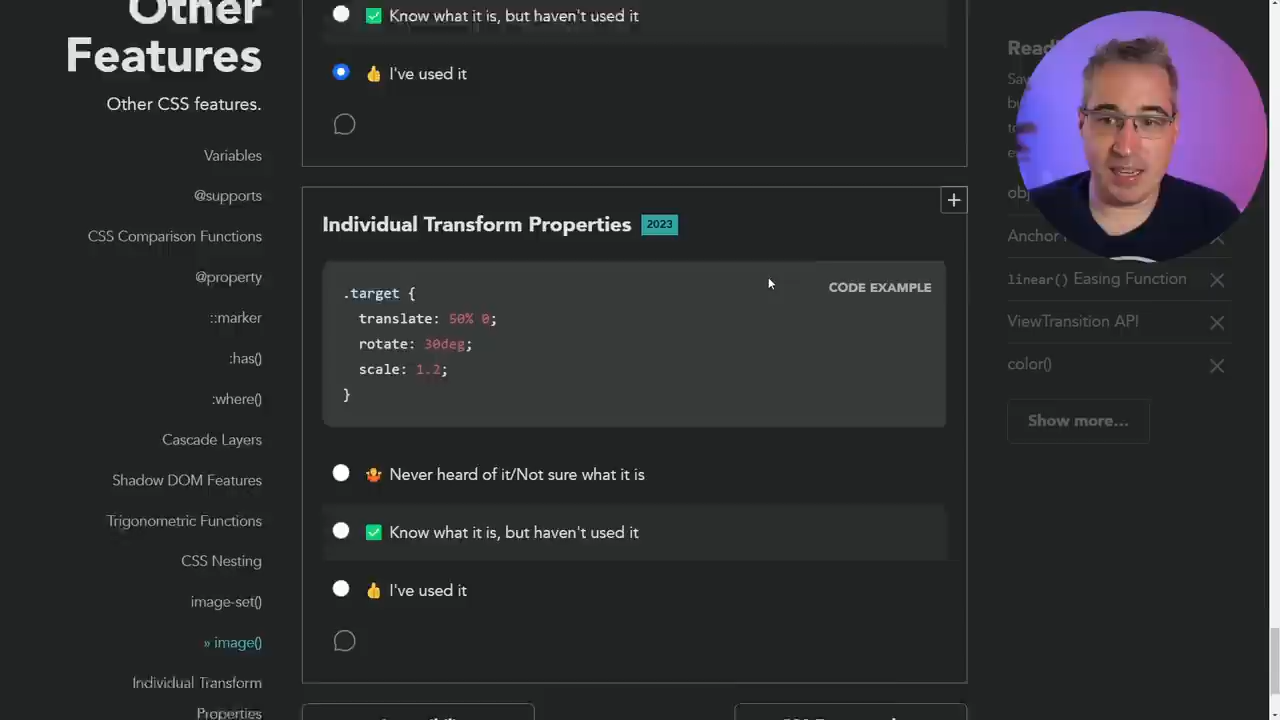 Other
Features
Other CSS features.
Variables
@supports
CSS Comparison Functions
@property
::marker
:has()
:where()
Cascade Layers
Shadow DOM Features
Trigonometric Functions
CSS Nesting
image-set()
» image()
Individual Transform
Properties
✅ Know what it is, but haven't used it
👍 I've used it
Individual Transform Properties 2023
CODE EXAMPLE
.target {
translate: 50% 0;
rotate: 30deg;
scale: 1.2;
}
🤷 Never heard of it/Not sure what it is
✅ Know what it is, but haven't used it
👍 I've used it
linear() Easing Function
ViewTransition API
color()
Show more...